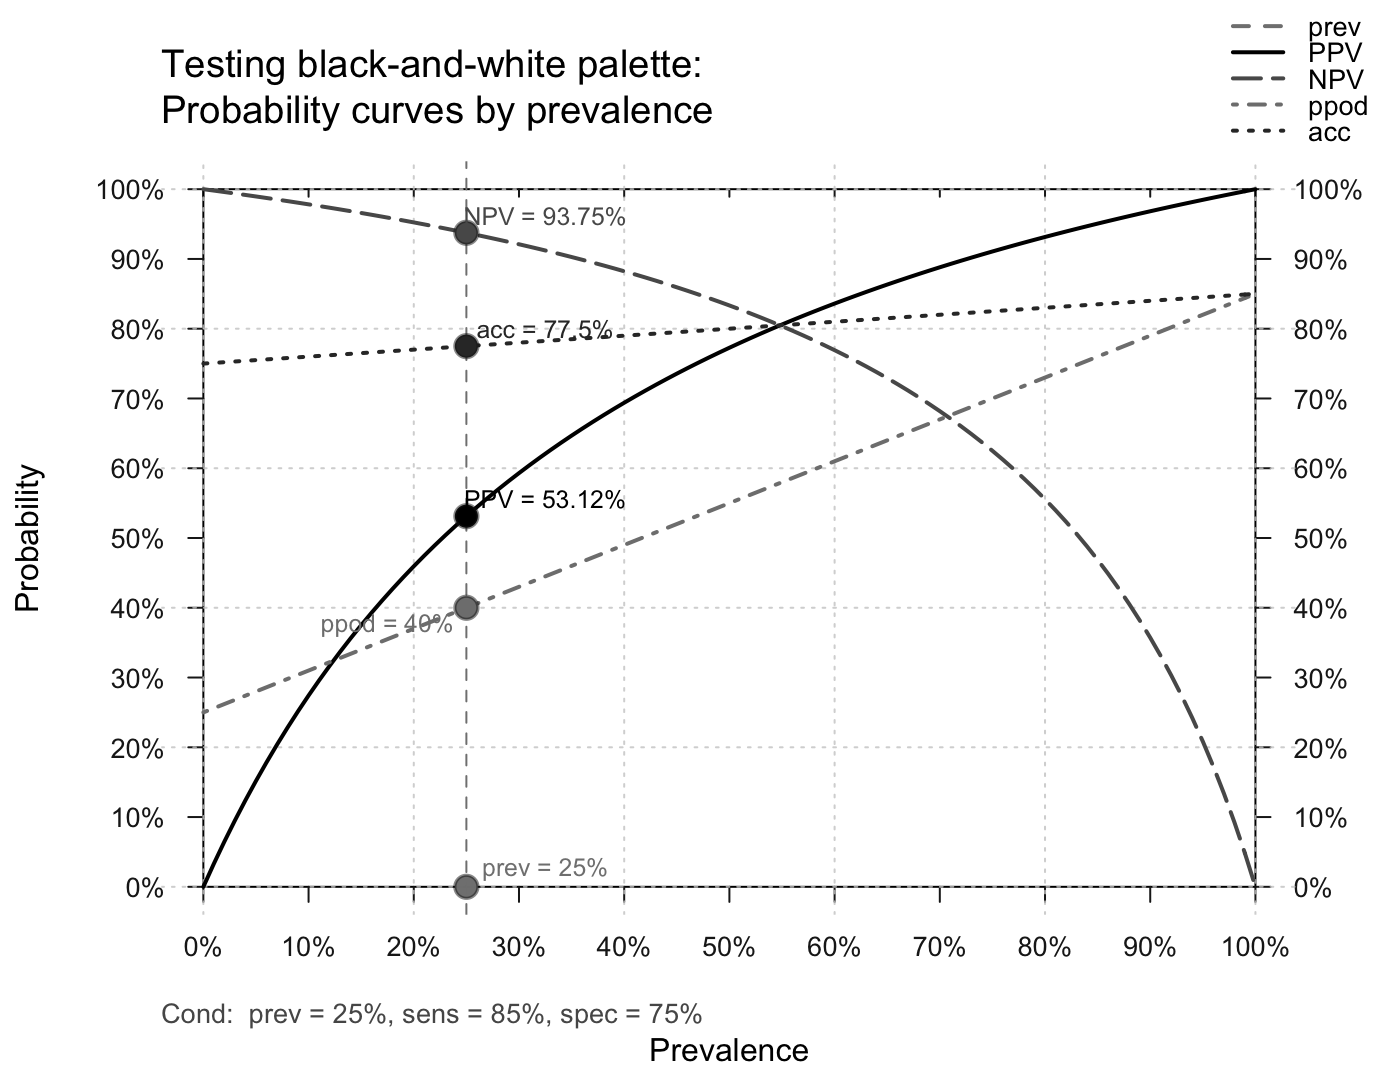 Testing black-and-white palette:
Probability curves by prevalence
prev
PPV
NPV
ppod
acc
100%
90%
80%
70%
60%
50%
40%
30%
20%
10%
0%
Probability
NPV = 93.75%
acc = 77.5%
PPV = 53.12%
ppod = 40%
prev = 25%
100%
90%
80%
70%
60%
50%
40%
30%
20%
10%
0%
0% 10% 20% 30% 40% 50% 60% 70% 80% 90% 100%
Cond:  prev = 25%, sens = 85%, spec = 75%
Prevalence